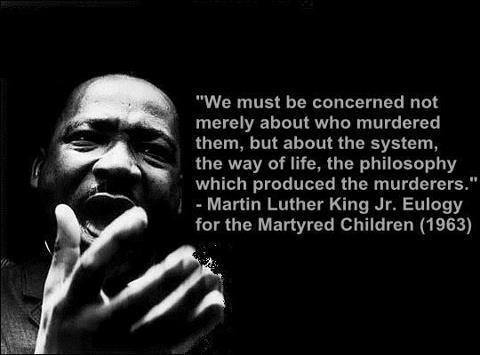 "We must be concerned not
merely about who murdered
them, but about the system,
the way of life, the philosophy
which produced the murderers."
- Martin Luther King Jr. Eulogy
for the Martyred Children (1963)